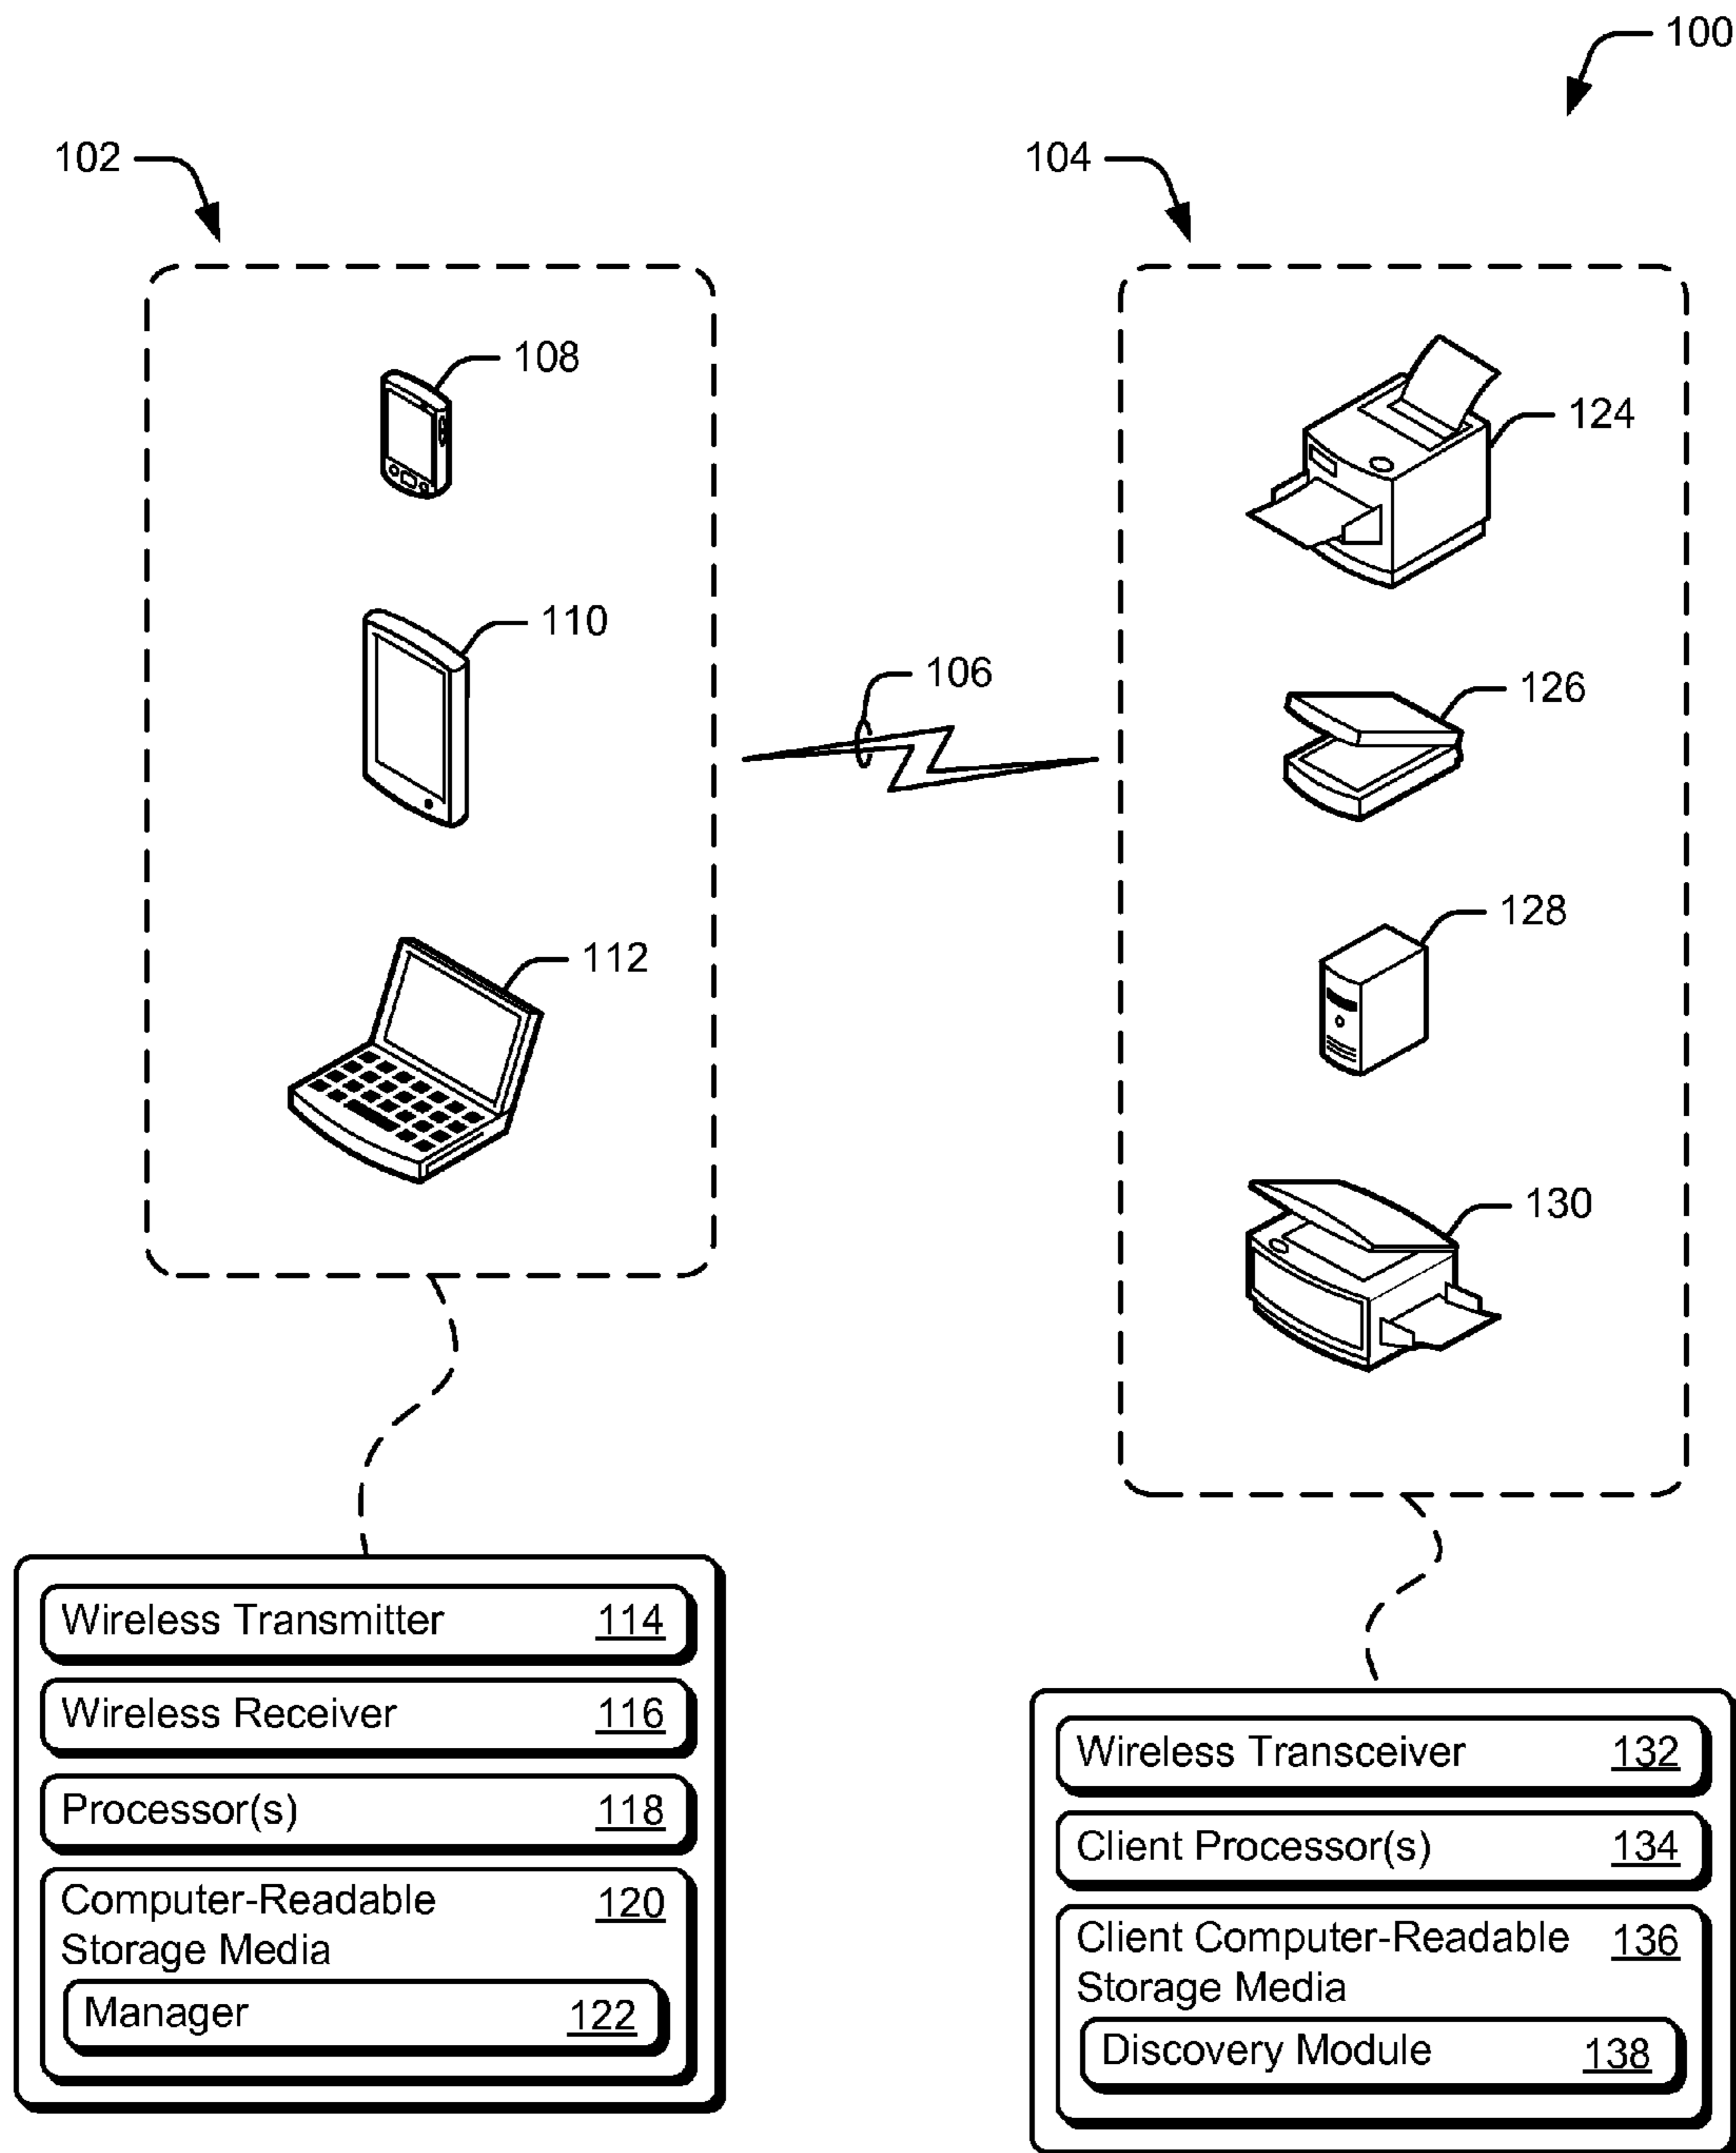 100
102
104
108
124
110
106
126
112
128
130
Wireless Transmitter 114
Wireless Receiver 116
Processor(s) 118
Computer-Readable 120
Storage Media
Manager 122
Wireless Transceiver 132
Client Processor(s) 134
Client Computer-Readable 136
Storage Media
Discovery Module 138